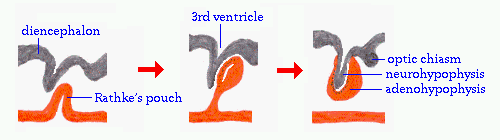 diencephalon
Rathke's pouch
3rd ventricle
optic chiasm
neurohypophysis
adenohypophysis